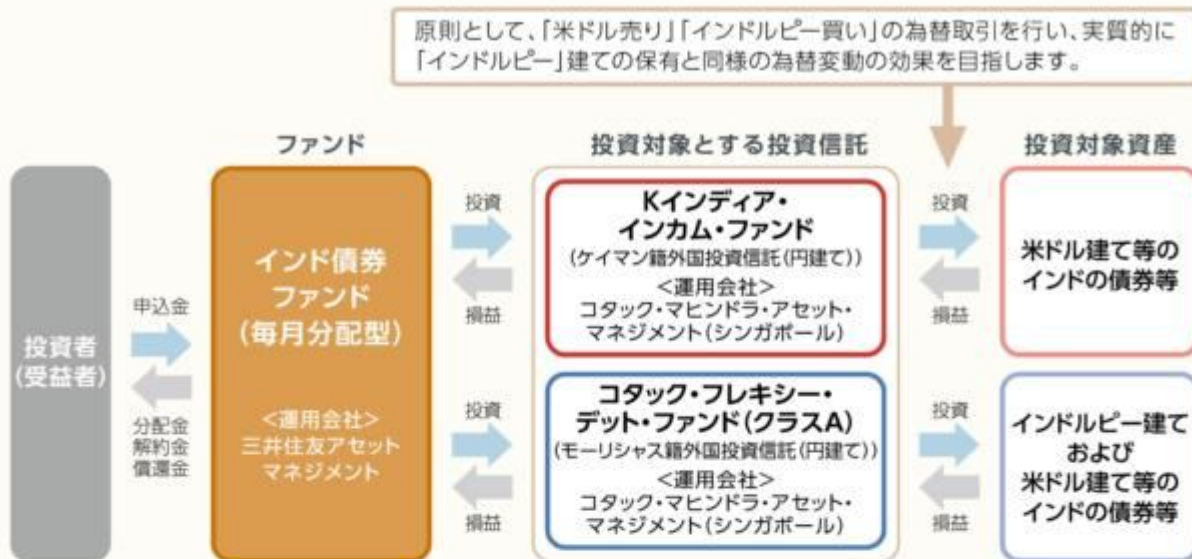 原則として、「米ドル売り」「インドルピー買い」の為替取引を行い、実質的に
「インドルピー」建ての保有と同様の為替変動の効果を目指します。
ファンド
投資対象とする投資信託
投資対象資産
投資者
(受益者)
申込金
分配金
解約金
償還金
インド債券
ファンド
(毎月分配型)
<運用会社>
三井住友アセット
マネジメント
投資
損益
Kインディア・
インカム・ファンド
(ケイマン籍外国投資信託(円建て))
<運用会社>
コタック・マヒンドラ・アセット・
マネジメント(シンガポール)
投資
損益
米ドル建て等の
インドの債券等
投資
損益
コタック・フレキシー・
デット・ファンド(クラスA)
(モーリシャス籍外国投資信託(円建て))
<運用会社>
コタック・マヒンドラ・アセット・
マネジメント(シンガポール)
投資
損益
インドルピー建て
および
米ドル建て等の
インドの債券等